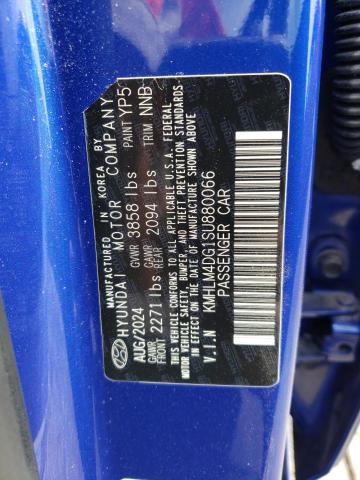 MANUFACTURED IN KOREA BY
HYUNDAI MOTOR COMPANY
AUG/2024 GVWR 3858 lbs PAINT YP5
GAWR FRONT 2271 lbs GAWR REAR 2094 lbs TRIM NNB
THIS VEHICLE CONFORMS TO ALL APPLICABLE U.S.A. FEDERAL
MOTOR VEHICLE SAFETY, BUMPER, AND THEFT PREVENTION STANDARDS
IN EFFECT ON THE DATE OF MANUFACTURE SHOWN ABOVE.
V.I.N KMHLM4DG1SU880066
PASSENGER CAR